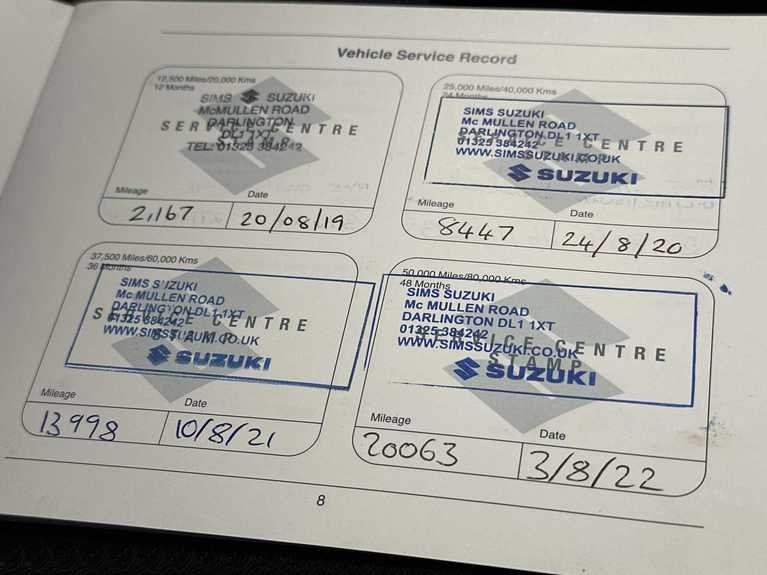 Vehicle Service Record
12,500 Miles/20,000 Kms
12 Months
SIMS SUZUKI
McMULLEN ROAD
DARLINGTON
SERVICE CENTRE
DL1 1XT
STAMP
TEL: 01325 384242
Mileage
Date
2,167
20/08/19
25,000 Miles/40,000 Kms
24 Months
SIMS SUZUKI
Mc MULLEN ROAD
DARLINGTON DL1 1XT
01325 384242
SERVICE CENTRE
WWW.SIMSSUZUKI.CO.UK
STAMP
SUZUKI
Mileage
Date
8447
24/8/20
37,500 Miles/60,000 Kms
36 Months
SIMS SUZUKI
Mc MULLEN ROAD
DARLINGTON DL1 1XT
SERVICE CENTRE
01325 384242
STAMP
WWW.SIMSSUZUKI.CO.UK
SUZUKI
Mileage
Date
13998
10/8/21
50,000 Miles/80,000 Kms
48 Months
SIMS SUZUKI
Mc MULLEN ROAD
DARLINGTON DL1 1XT
01325 384242
SERVICE CENTRE
WWW.SIMSSUZUKI.CO.UK
STAMP
SUZUKI
Mileage
Date
20063
3/8/22
8